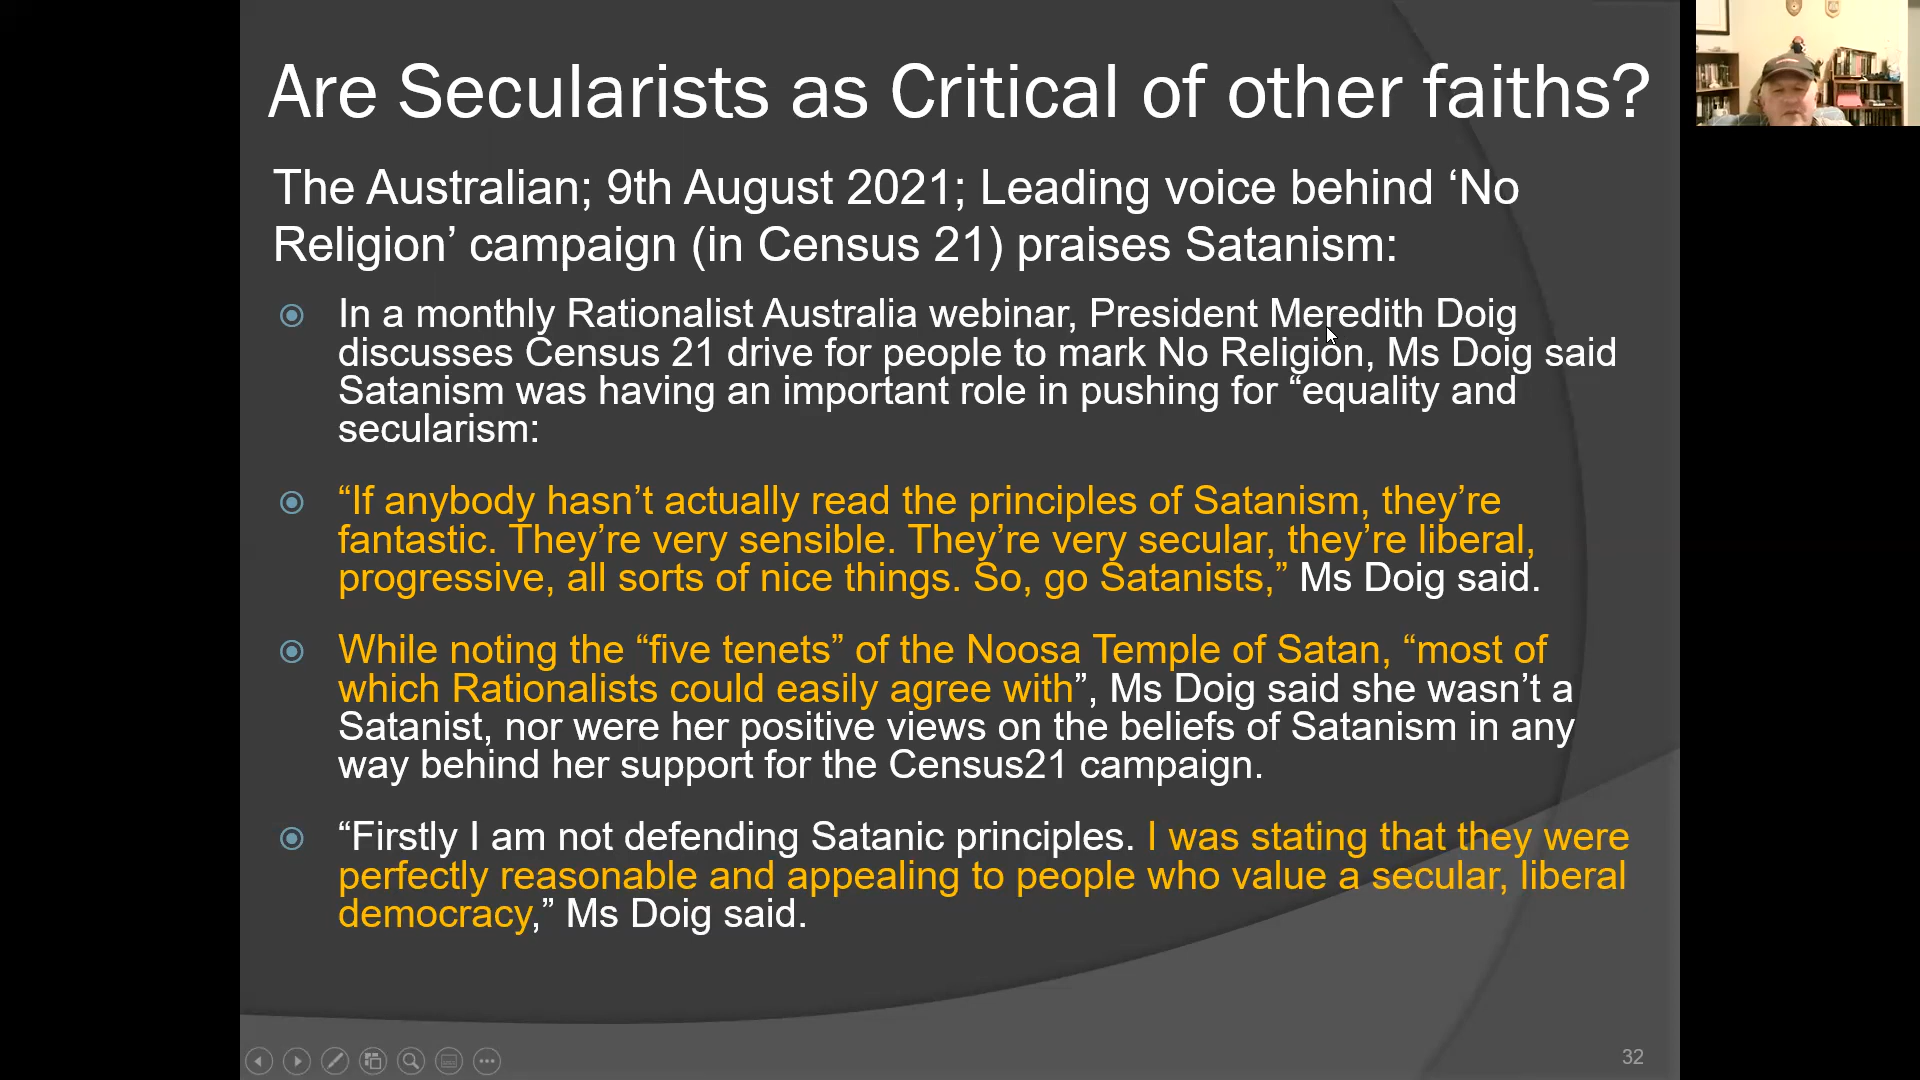 Are Secularists as Critical of other faiths?
The Australian; 9th August 2021; Leading voice behind ‘No
Religion’ campaign (in Census 21) praises Satanism:
In a monthly Rationalist Australia webinar, President Meredith Doig
discusses Census 21 drive for people to mark No Religion, Ms Doig said
Satanism was having an important role in pushing for “equality and
secularism:
“If anybody hasn’t actually read the principles of Satanism, they’re
fantastic. They’re very sensible. They’re very secular, they’re liberal,
progressive, all sorts of nice things. So, go Satanists,” Ms Doig said.
While noting the “five tenets” of the Noosa Temple of Satan, “most of
which Rationalists could easily agree with”, Ms Doig said she wasn’t a
Satanist, nor were her positive views on the beliefs of Satanism in any
way behind her support for the Census21 campaign.
“Firstly I am not defending Satanic principles. I was stating that they were
perfectly reasonable and appealing to people who value a secular, liberal
democracy,” Ms Doig said.
32